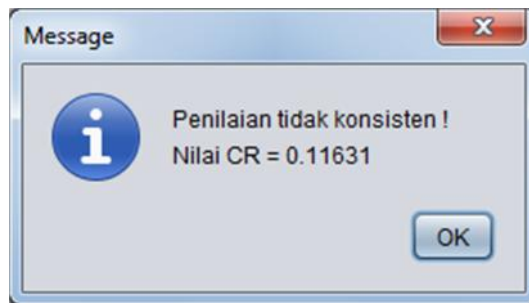 Message
Penilaian tidak konsisten !
Nilai CR = 0.11631
OK